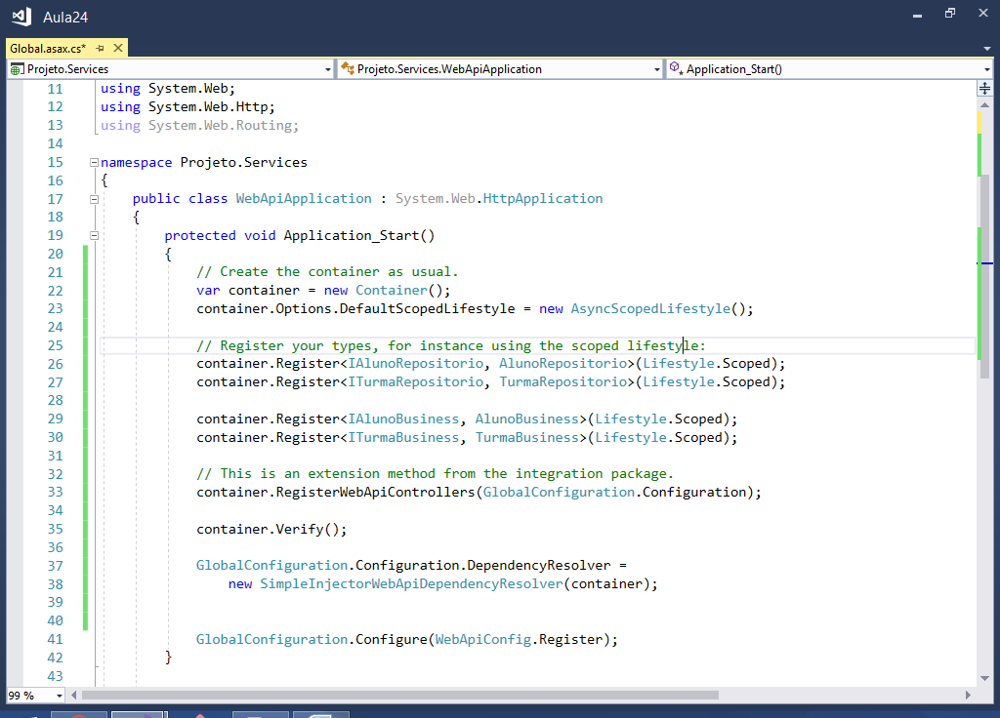 Aula24
Global.asax.cs*
Projeto.Services
Projeto.Services.WebApiApplication
Application_Start()
11 using System.Web;
12 using System.Web.Http;
13 using System.Web.Routing;
14
15 namespace Projeto.Services
16 {
17 public class WebApiApplication : System.Web.HttpApplication
18 {
19 protected void Application_Start()
20 {
21 // Create the container as usual.
22 var container = new Container();
23 container.Options.DefaultScopedLifestyle = new AsyncScopedLifestyle();
24
25 // Register your types, for instance using the scoped lifestyle:
26 container.Register<IAlunoRepositorio, AlunoRepositorio>(Lifestyle.Scoped);
27 container.Register<ITurmaRepositorio, TurmaRepositorio>(Lifestyle.Scoped);
28
29 container.Register<IAlunoBusiness, AlunoBusiness>(Lifestyle.Scoped);
30 container.Register<ITurmaBusiness, TurmaBusiness>(Lifestyle.Scoped);
31
32 // This is an extension method from the integration package.
33 container.RegisterWebApiControllers(GlobalConfiguration.Configuration);
34
35 container.Verify();
36
37 GlobalConfiguration.Configuration.DependencyResolver =
38 new SimpleInjectorWebApiDependencyResolver(container);
39
40
41 GlobalConfiguration.Configure(WebApiConfig.Register);
42 }
43
99 %